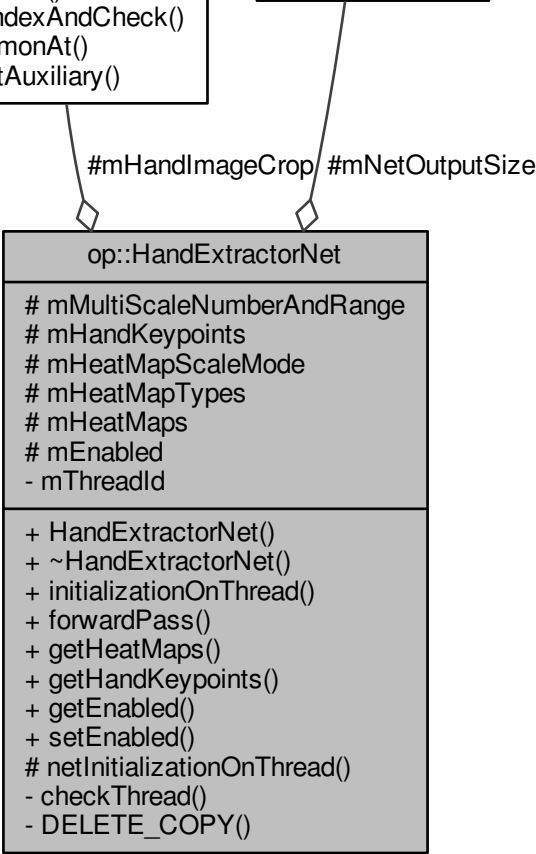 ndexAndCheck()
monAt()
tAuxiliary()
#mHandImageCrop #mNetOutputSize
op::HandExtractorNet
# mMultiScaleNumberAndRange
# mHandKeypoints
# mHeatMapScaleMode
# mHeatMapTypes
# mHeatMaps
# mEnabled
- mThreadId
+ HandExtractorNet()
+ ~HandExtractorNet()
+ initializationOnThread()
+ forwardPass()
+ getHeatMaps()
+ getHandKeypoints()
+ getEnabled()
+ setEnabled()
# netInitializationOnThread()
- checkThread()
- DELETE_COPY()